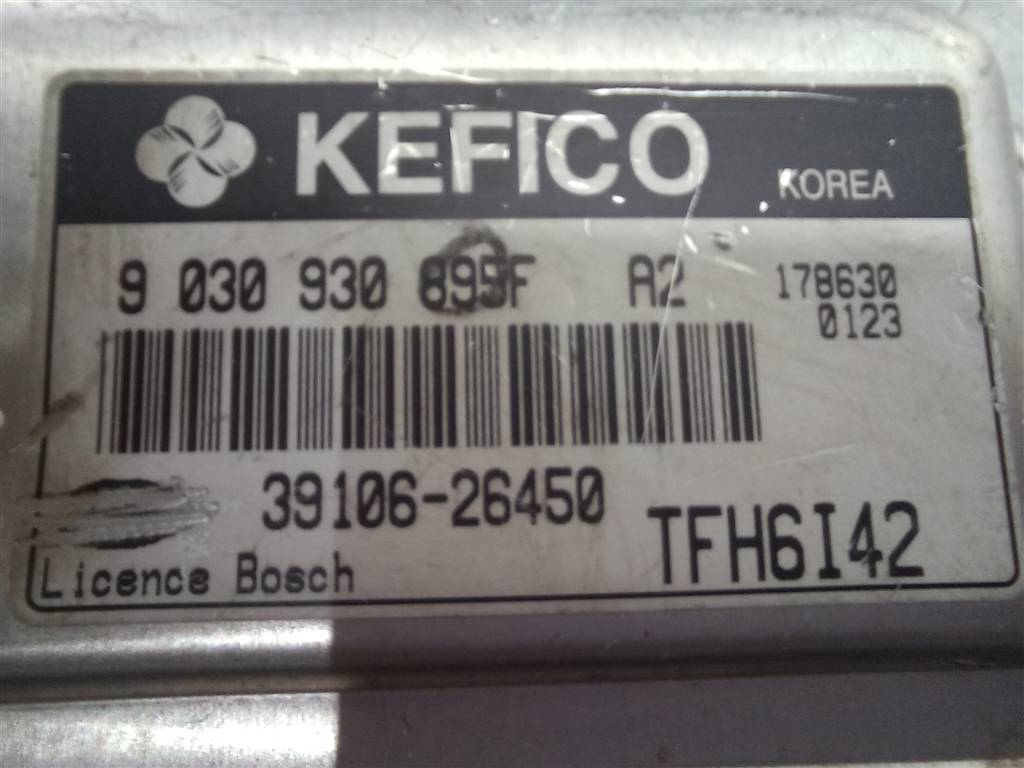 KEFICO KOREA
9 030 930 895F A2 178630
0123
39106-26450
TFH6I42
Licence Bosch